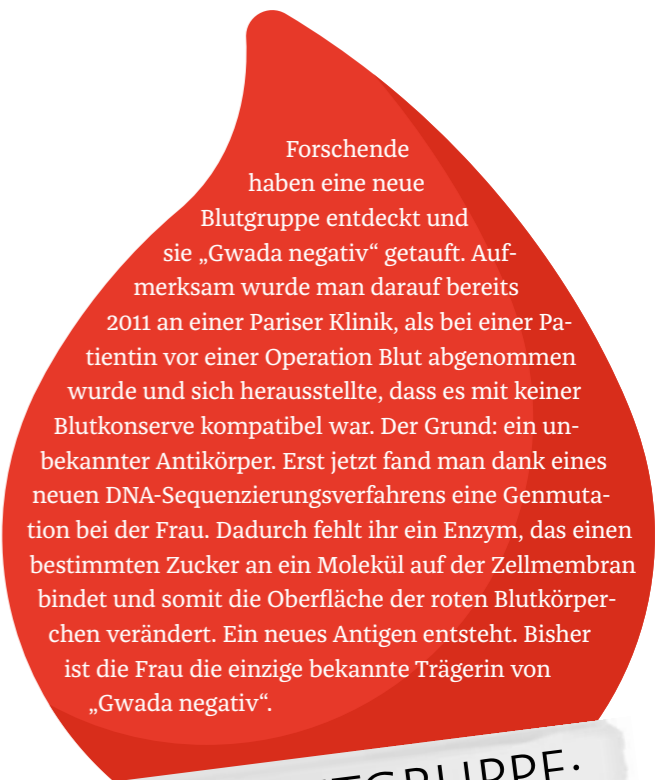 Forschende
haben eine neue
Blutgruppe entdeckt und
sie „Gwada negativ“ getauft. Auf-
merksam wurde man darauf bereits
2011 an einer Pariser Klinik, als bei einer Pa-
tientin vor einer Operation Blut abgenommen
wurde und sich herausstellte, dass es mit keiner
Blutkonserve kompatibel war. Der Grund: ein un-
bekannter Antikörper. Erst jetzt fand man dank eines
neuen DNA-Sequenzierungsverfahrens eine Genmuta-
tion bei der Frau. Dadurch fehlt ihr ein Enzym, das einen
bestimmten Zucker an ein Molekül auf der Zellmembran
bindet und somit die Oberfläche der roten Blutkörper-
chen verändert. Ein neues Antigen entsteht. Bisher
ist die Frau die einzige bekannte Trägerin von
„Gwada negativ“.